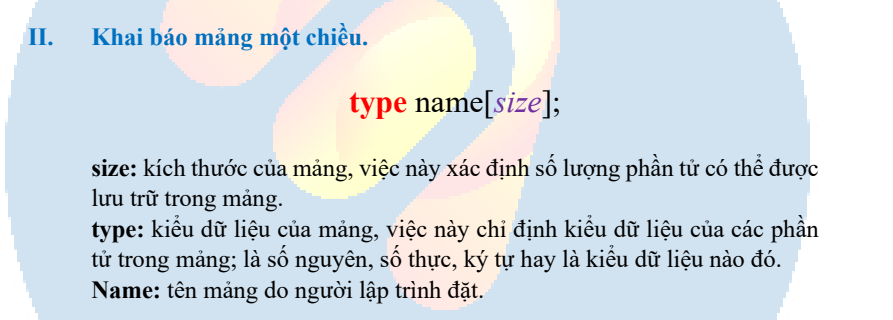 II. Khai báo mảng một chiều.
type name[size];
size: kích thước của mảng, việc này xác định số lượng phần tử có thể được
lưu trữ trong mảng.
type: kiểu dữ liệu của mảng, việc này chỉ định kiểu dữ liệu của các phần
tử trong mảng; là số nguyên, số thực, ký tự hay là kiểu dữ liệu nào đó.
Name: tên mảng do người lập trình đặt.